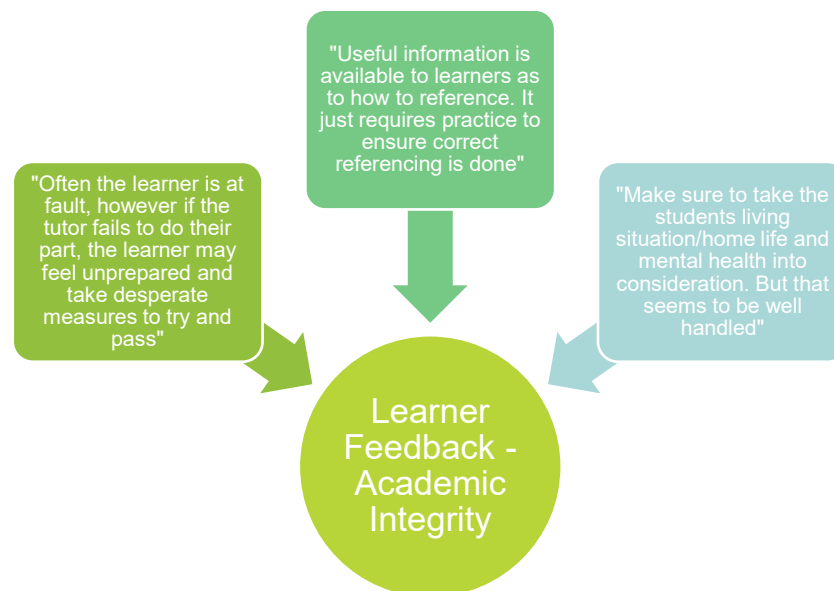 "Useful information is
available to learners as
to how to reference. It
just requires practice to
ensure correct
referencing is done"
"Often the learner is at
fault, however if the
tutor fails to do their
part, the learner may
feel unprepared and
take desperate
measures to try and
pass"
"Make sure to take the
students living
situation/home life and
mental health into
consideration. But that
seems to be well
handled"
Learner
Feedback -
Academic
Integrity